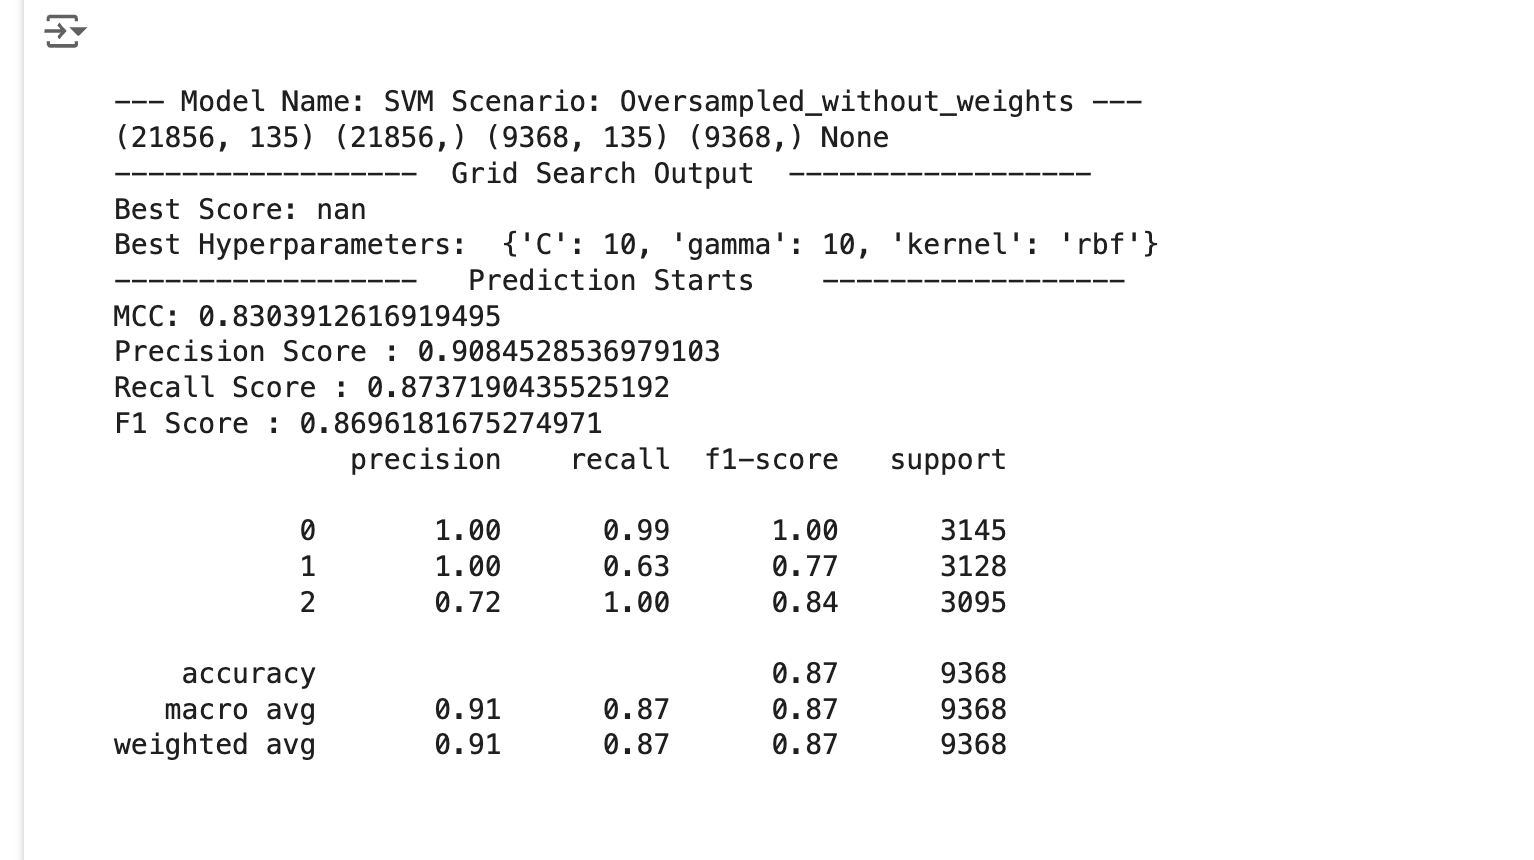 --- Model Name: SVM Scenario: Oversampled_without_weights ---
(21856, 135) (21856,) (9368, 135) (9368,) None
------------------  Grid Search Output  ------------------
Best Score: nan
Best Hyperparameters:  {'C': 10, 'gamma': 10, 'kernel': 'rbf'}
------------------   Prediction Starts    ------------------
MCC: 0.8303912616919495
Precision Score : 0.9084528536979103
Recall Score : 0.8737190435525192
F1 Score : 0.8696181675274971
              precision    recall  f1-score   support
           0       1.00      0.99      1.00      3145
           1       1.00      0.63      0.77      3128
           2       0.72      1.00      0.84      3095
    accuracy                           0.87      9368
   macro avg       0.91      0.87      0.87      9368
weighted avg       0.91      0.87      0.87      9368